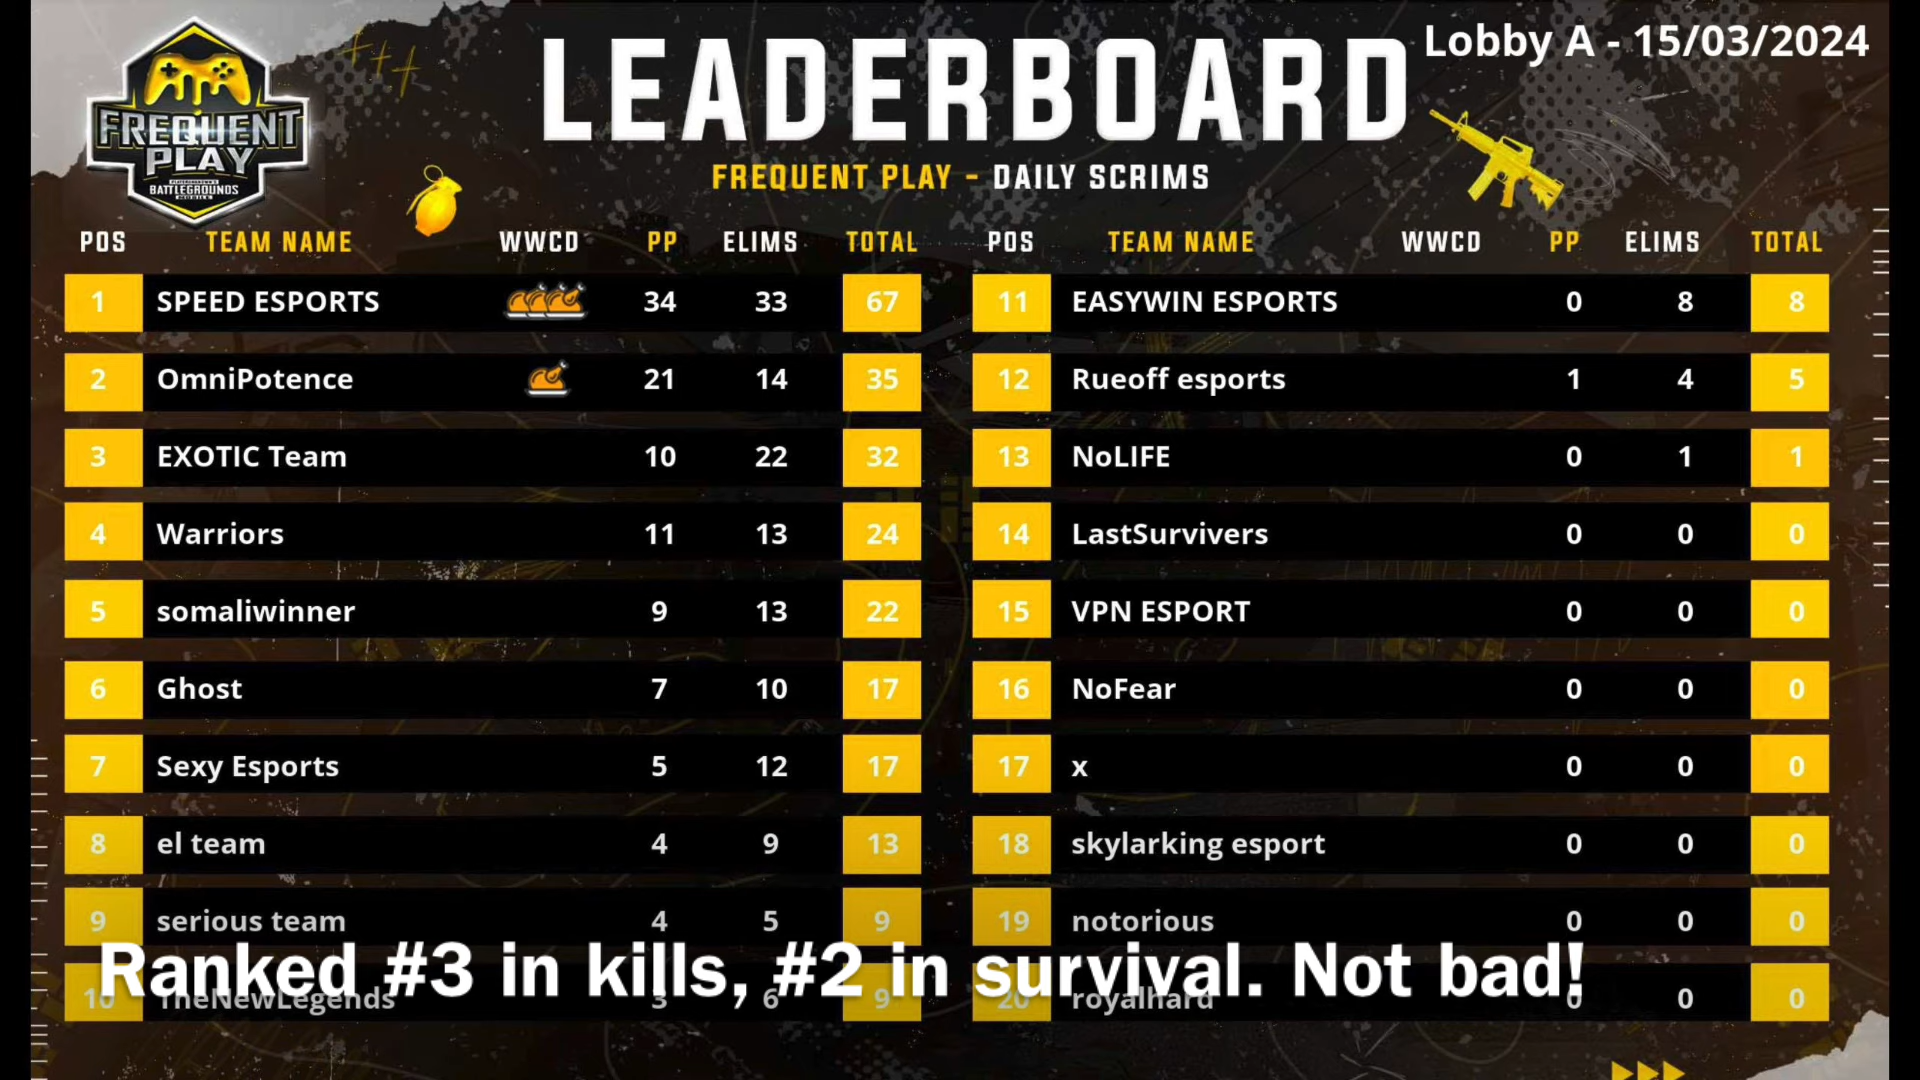 Lobby A - 15/03/2024
LEADERBOARD
FREQUENT PLAY - DAILY SCRIMS
FREQUENT
PLAY
BATTLEGROUNDS
MOBILE
POS TEAM NAME WWCD PP ELIMS TOTAL
1 SPEED ESPORTS 34 33 67
2 OmniPotence 21 14 35
3 EXOTIC Team 10 22 32
4 Warriors 11 13 24
5 somaliwinner 9 13 22
6 Ghost 7 10 17
7 Sexy Esports 5 12 17
8 el team 4 9 13
9 serious team 4 5 9
10 TheNewLegends 3 6 9
POS TEAM NAME WWCD PP ELIMS TOTAL
11 EASYWIN ESPORTS 0 8 8
12 Rueoff esports 1 4 5
13 NoLIFE 0 1 1
14 LastSurvivers 0 0 0
15 VPN ESPORT 0 0 0
16 NoFear 0 0 0
17 x 0 0 0
18 skylarking esport 0 0 0
19 notorious 0 0 0
20 royalhard 0 0 0
Ranked #3 in kills, #2 in survival. Not bad!